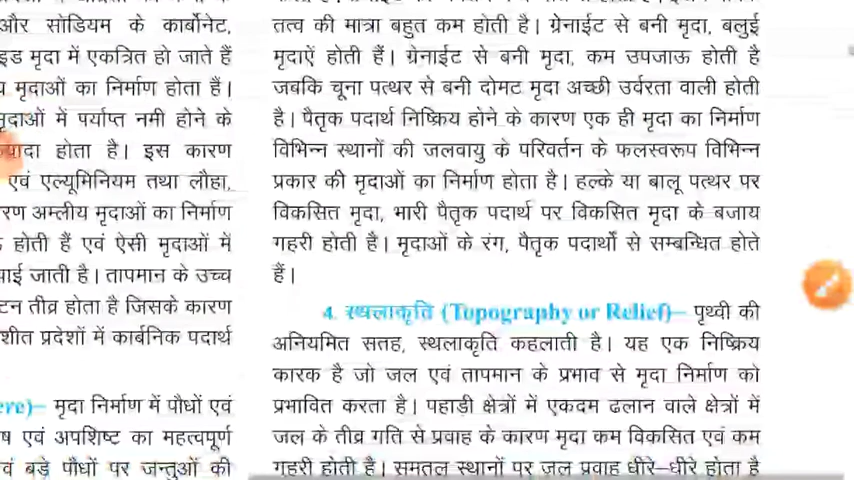 और सोडियम के कार्बोनेट,
मृदा में एकत्रित हो जाते हैं
मृदाओं का निर्माण होता है।
मृदाओं में पर्याप्त नमी होने के
होता है। इस कारण
एवं एल्यूमिनियम तथा लौहा,
अम्लीय मृदाओं का निर्माण
होती हैं एवं ऐसी मृदाओं में
जाती है। तापमान के उच्च
तीव्र होता है जिसके कारण
शीत प्रदेशों में कार्बनिक पदार्थ
मृदा निर्माण में पौधों एवं
एवं अपशिष्ट का महत्वपूर्ण
बड़े पौधों पर जन्तुओं की
तत्व की मात्रा बहुत कम होती है। ग्रेनाईट से बनी मृदा, बलुई
मृदाऐं होती हैं। ग्रेनाईट से बनी मृदा, कम उपजाऊ होती है
जबकि चूना पत्थर से बनी दोमट मृदा अच्छी उर्वरता वाली होती
है। पैतृक पदार्थ निष्क्रिय होने के कारण एक ही मृदा का निर्माण
विभिन्न स्थानों की जलवायु के परिवर्तन के फलस्वरूप विभिन्न
प्रकार की मृदाओं का निर्माण होता है। हल्के या बालू पत्थर पर
विकसित मृदा, भारी पैतृक पदार्थ पर विकसित मृदा के बजाय
गहरी होती है। मृदाओं के रंग, पैतृक पदार्थों से सम्बन्धित होते
हैं।
4. स्थलाकृति (Topography or Relief)– पृथ्वी की
अनियमित सतह, स्थलाकृति कहलाती है। यह एक निष्क्रिय
कारक है जो जल एवं तापमान के प्रभाव से मृदा निर्माण को
प्रभावित करता है। पहाड़ी क्षेत्रों में एकदम ढलान वाले क्षेत्रों में
जल के तीव्र गति से प्रवाह के कारण मृदा कम विकसित एवं कम
गहरी होती है। समतल स्थानों पर जल प्रवाह धीरे–धीरे होता है